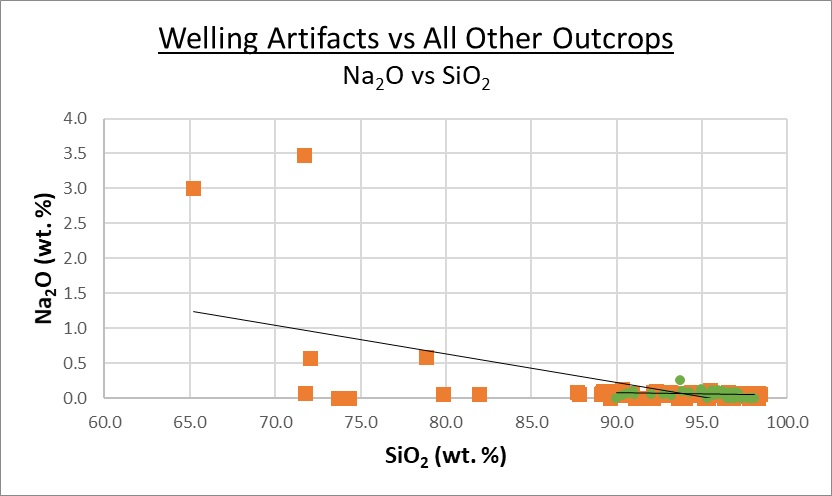 Welling Artifacts vs All Other Outcrops
Na₂O vs SiO₂
4.0
3.5
3.0
2.5
2.0
1.5
1.0
0.5
0.0
Na₂O (wt. %)
60.0 65.0 70.0 75.0 80.0 85.0 90.0 95.0 100.0
SiO₂ (wt. %)